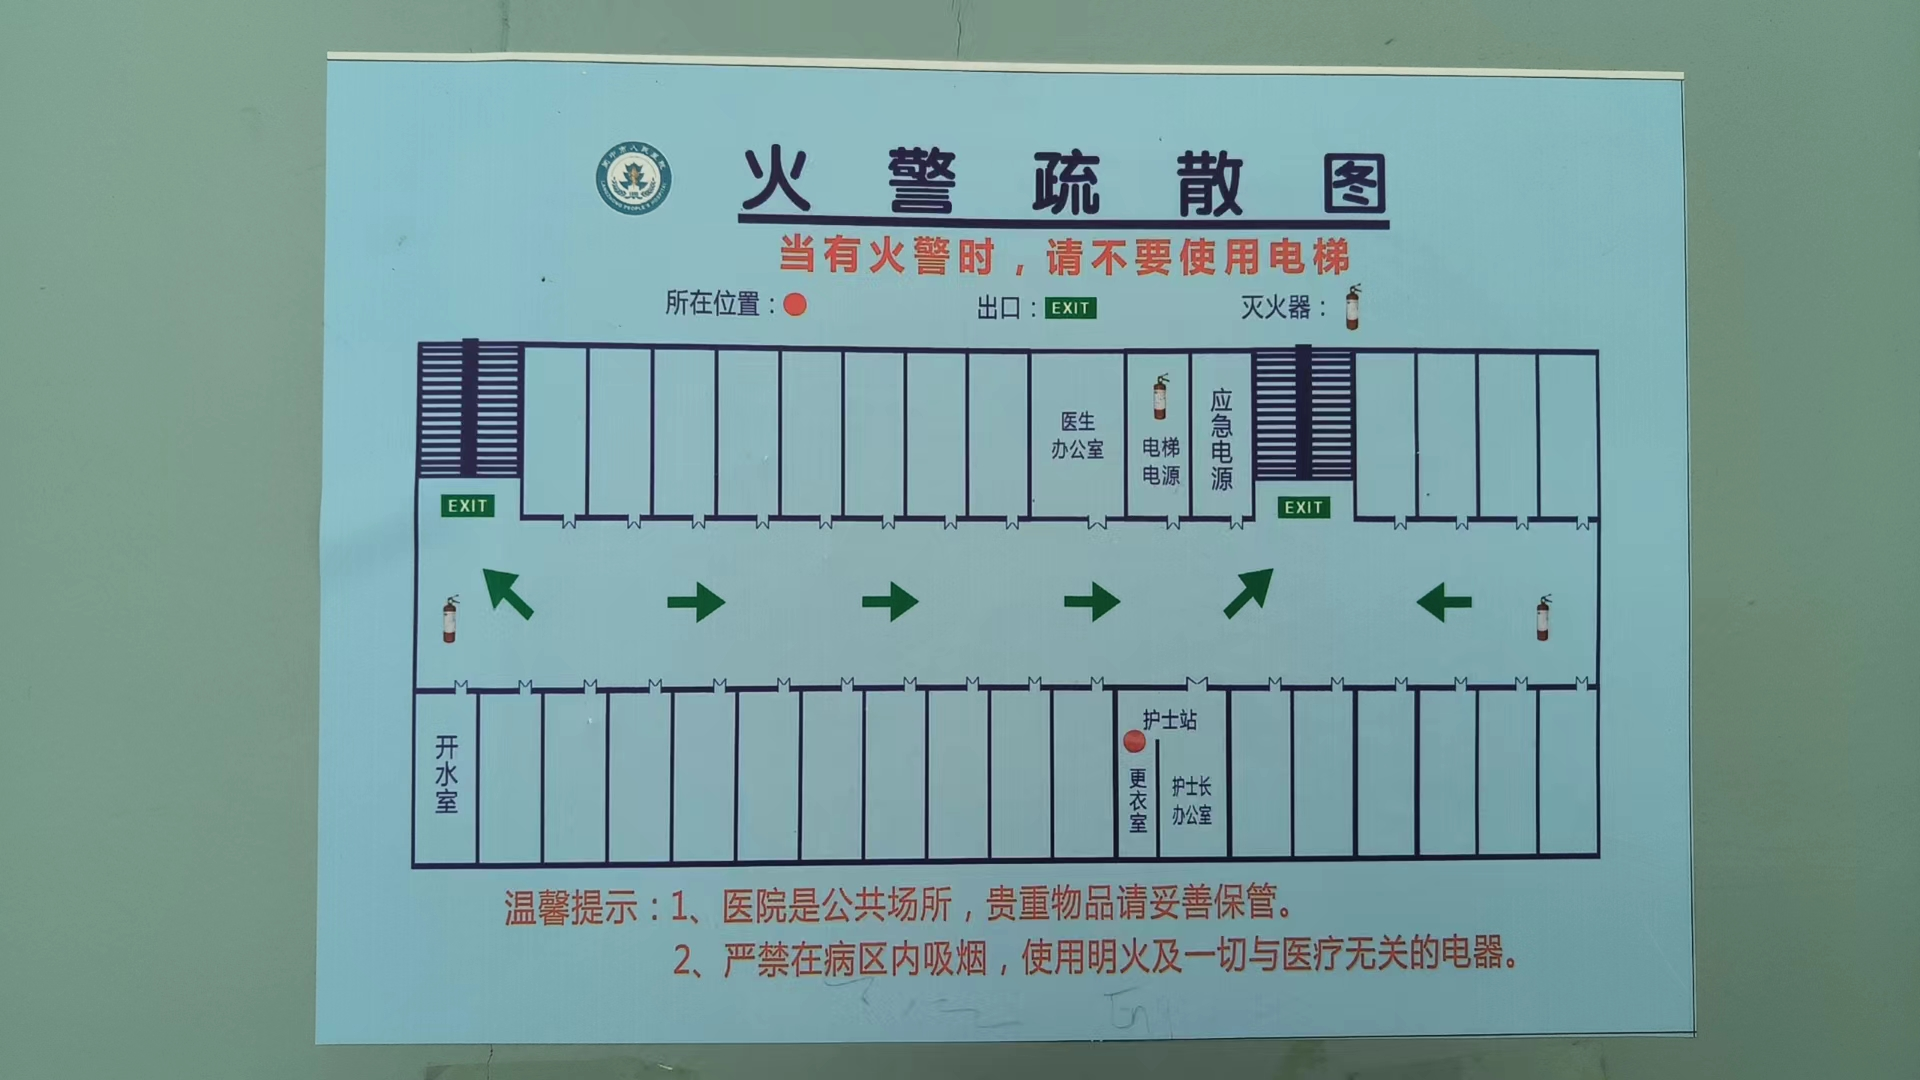 火警疏散图
当有火警时，请不要使用电梯
所在位置： 出口：EXIT 灭火器：
医生
办公室
电梯
电源
应急电源
EXIT
EXIT
开水室
护士站
更衣室
护士长
办公室
温馨提示：1、医院是公共场所，贵重物品请妥善保管。
2、严禁在病区内吸烟，使用明火及一切与医疗无关的电器。